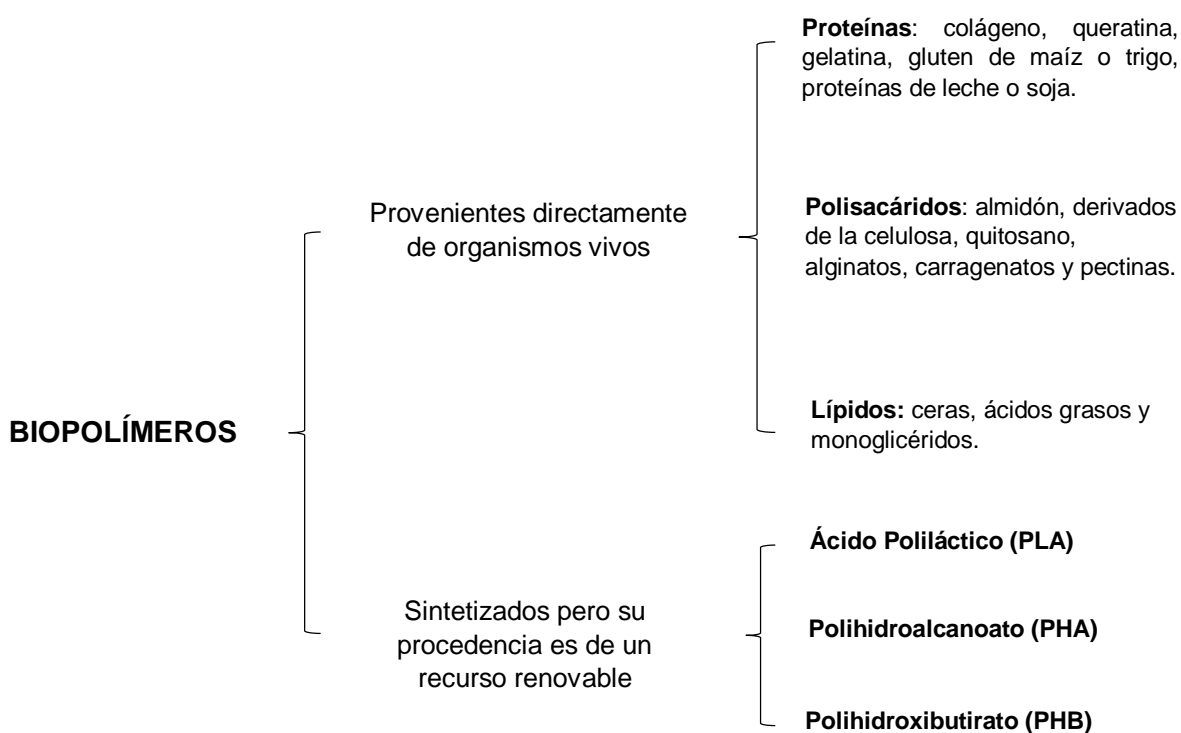 Proteínas: colágeno, queratina,
gelatina, gluten de maíz o trigo,
proteínas de leche o soja.
Provenientes directamente
de organismos vivos
Polisacáridos: almidón, derivados
de la celulosa, quitosano,
alginatos, carragenatos y pectinas.
Lípidos: ceras, ácidos grasos y
monoglicéridos.
BIOPOLÍMEROS
Sintetizados pero su
procedencia es de un
recurso renovable
Ácido Poliláctico (PLA)
Polihidroalcanoato (PHA)
Polihidroxibutirato (PHB)